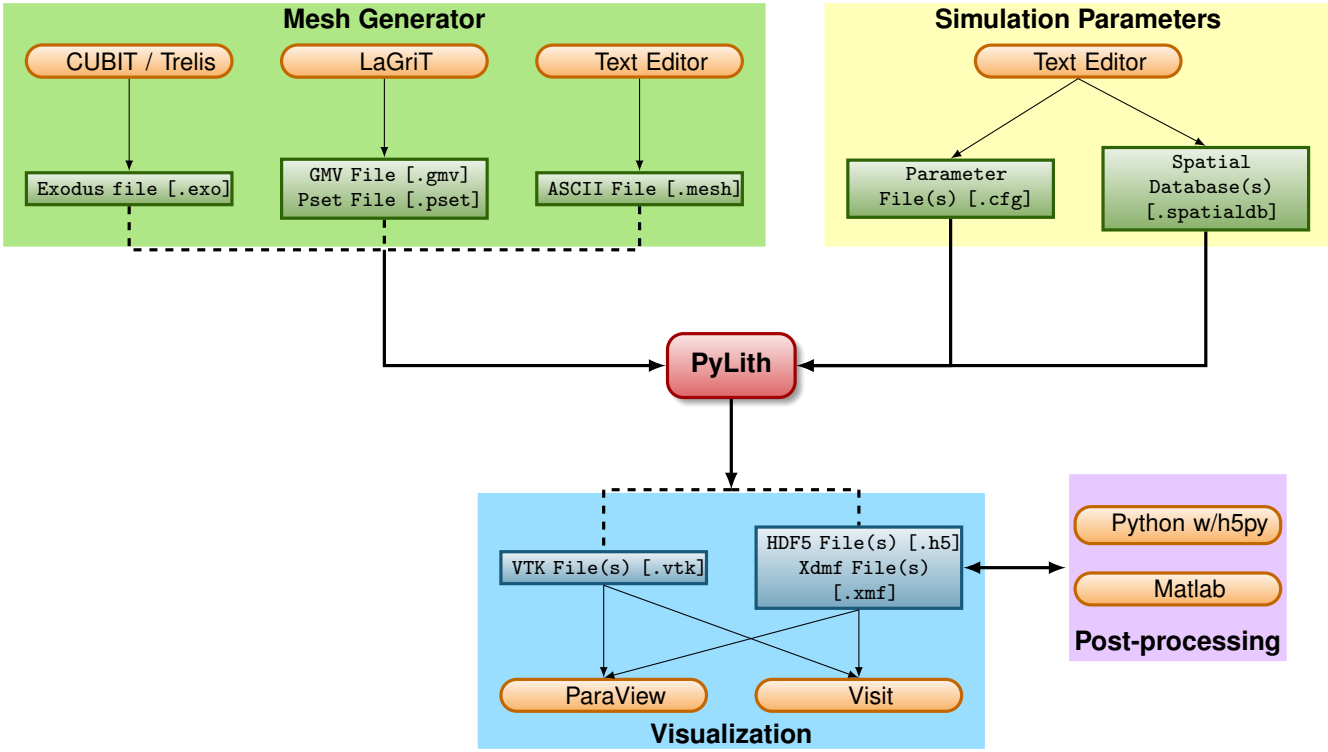 Mesh Generator
CUBIT / Trelis
LaGriT
Text Editor
Exodus file [.exo]
GMV File [.gmv]
Pset File [.pset]
ASCII File [.mesh]
Simulation Parameters
Text Editor
Parameter
File(s) [.cfg]
Spatial
Database(s)
[.spatialdb]
PyLith
VTK File(s) [.vtk]
HDF5 File(s) [.h5]
Xdmf File(s)
[.xmf]
ParaView
Visit
Visualization
Python w/h5py
Matlab
Post-processing